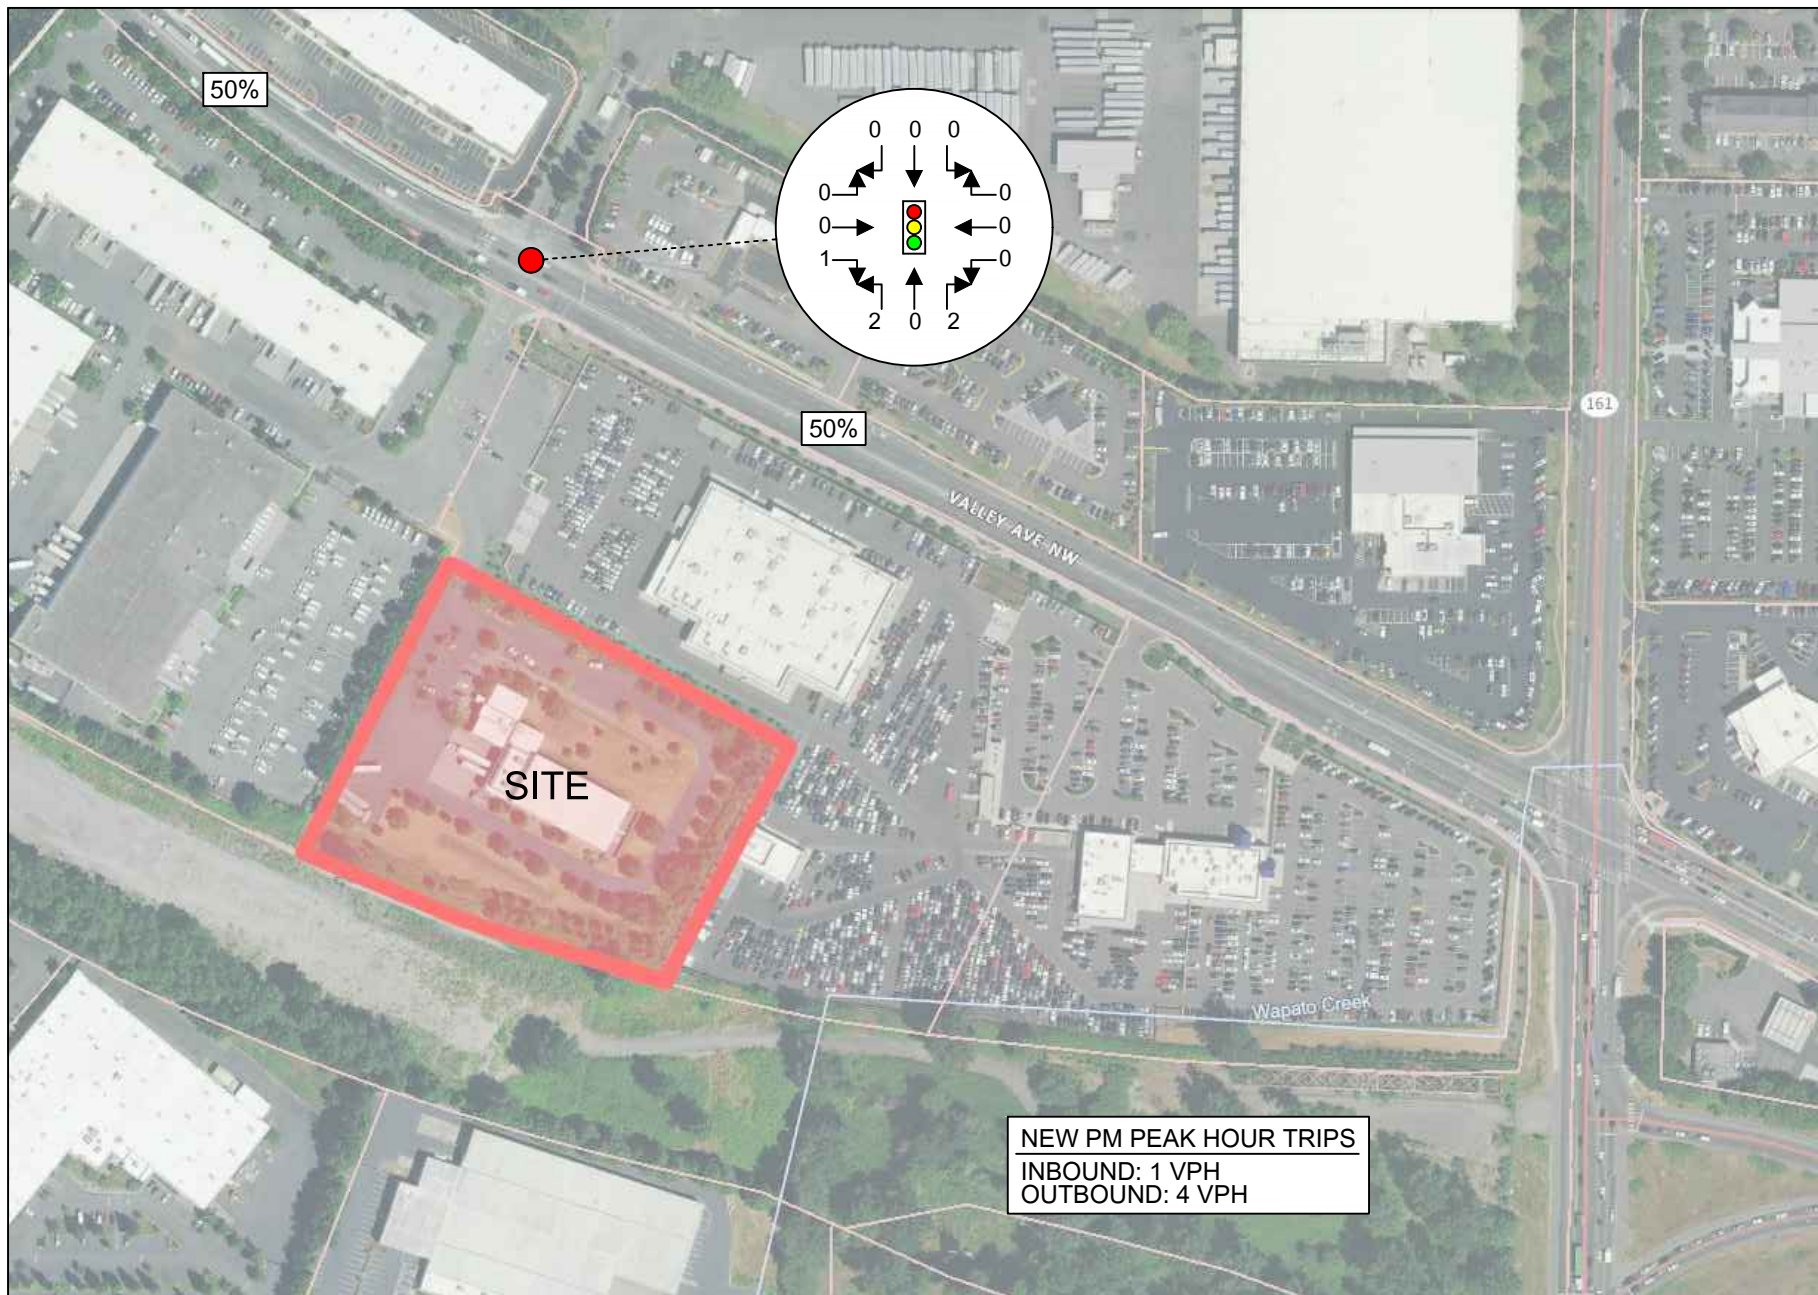 50%
0 0 0
0 0
0 0
1 0
2 0 2
50%
161
VALLEY AVE NW
SITE
Wapato Creek
NEW PM PEAK HOUR TRIPS
INBOUND: 1 VPH
OUTBOUND: 4 VPH